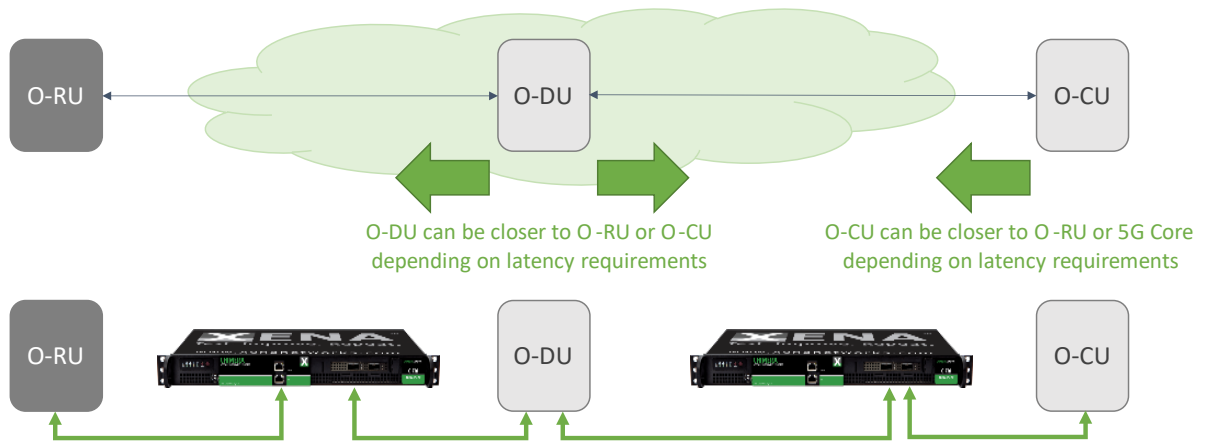 O-RU
O-DU
O-CU
O-DU can be closer to O -RU or O-CU
depending on latency requirements
O-CU can be closer to O -RU or 5G Core
depending on latency requirements
O-RU
XENA
X
O-DU
XENA
X
O-CU